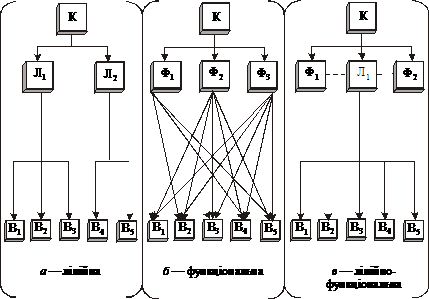 К К К
Л₁ Л₂ Ф₁ Ф₂ Ф₃ Ф₁ Л₁ Ф₂
В₁ В₂ В₃ В₄ В₅ В₁ В₂ В₃ В₄ В₅ В₁ В₂ В₃ В₄ В₅
а — лінійна б — функціональна в — лінійно-
функціональна